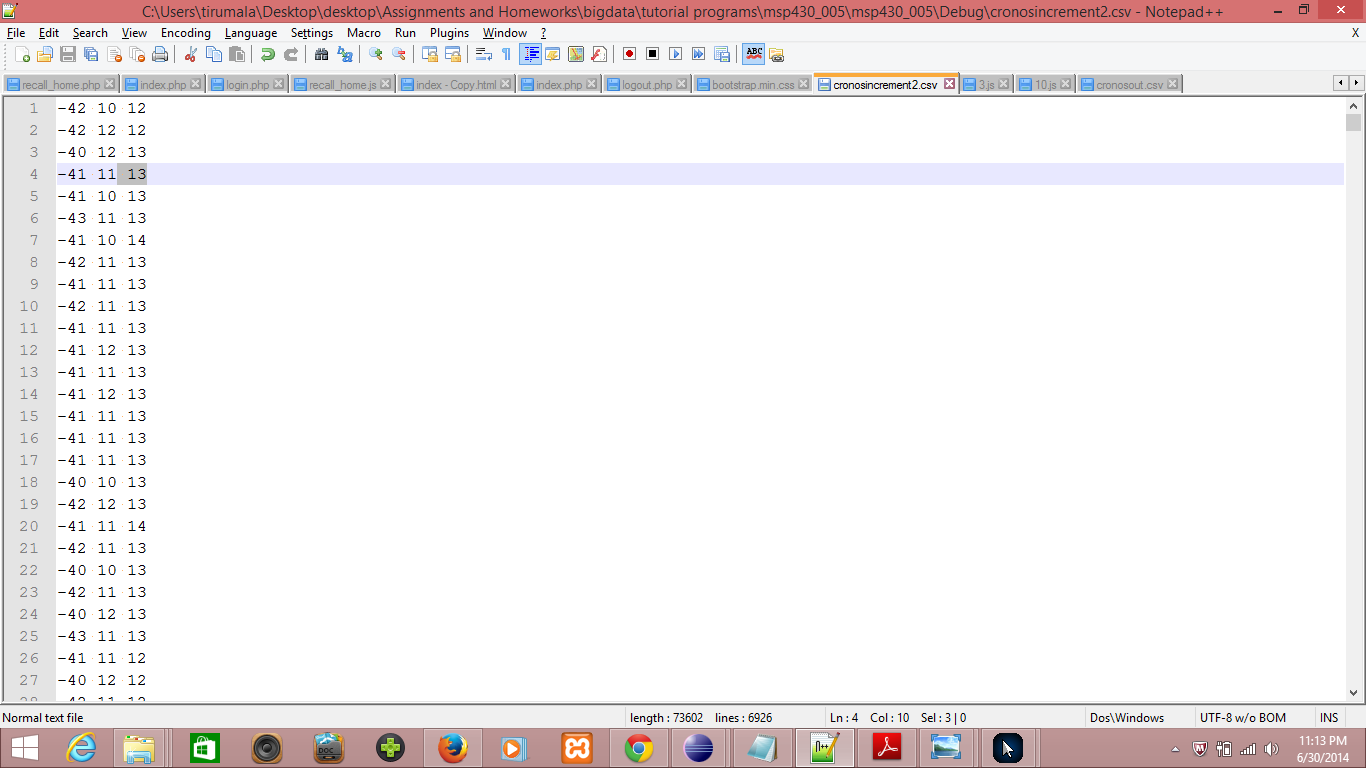 C:\Users\tirumala\Desktop\desktop\Assignments and Homeworks\bigdata\tutorial programs\msp430_005\msp430_005\Debug\cronosincrement2.csv - Notepad++
File Edit Search View Encoding Language Settings Macro Run Plugins Window ? X
recall_home.php index.php login.php recall_home.js index - Copy.html index.php logout.php bootstrap.min.css cronosincrement2.csv 3.js 10.js cronosout.csv
1 -42 10 12
2 -42 12 12
3 -40 12 13
4 -41 11 13
5 -41 10 13
6 -43 11 13
7 -41 10 14
8 -42 11 13
9 -41 11 13
10 -42 11 13
11 -41 11 13
12 -41 12 13
13 -41 11 13
14 -41 12 13
15 -41 11 13
16 -41 11 13
17 -41 11 13
18 -40 10 13
19 -42 12 13
20 -41 11 14
21 -42 11 13
22 -40 10 13
23 -42 11 13
24 -40 12 13
25 -43 11 13
26 -41 11 12
27 -40 12 12
Normal text file length : 73602 lines : 6926 Ln : 4 Col : 10 Sel : 3 | 0 Dos\Windows UTF-8 w/o BOM INS
11:13 PM
6/30/2014